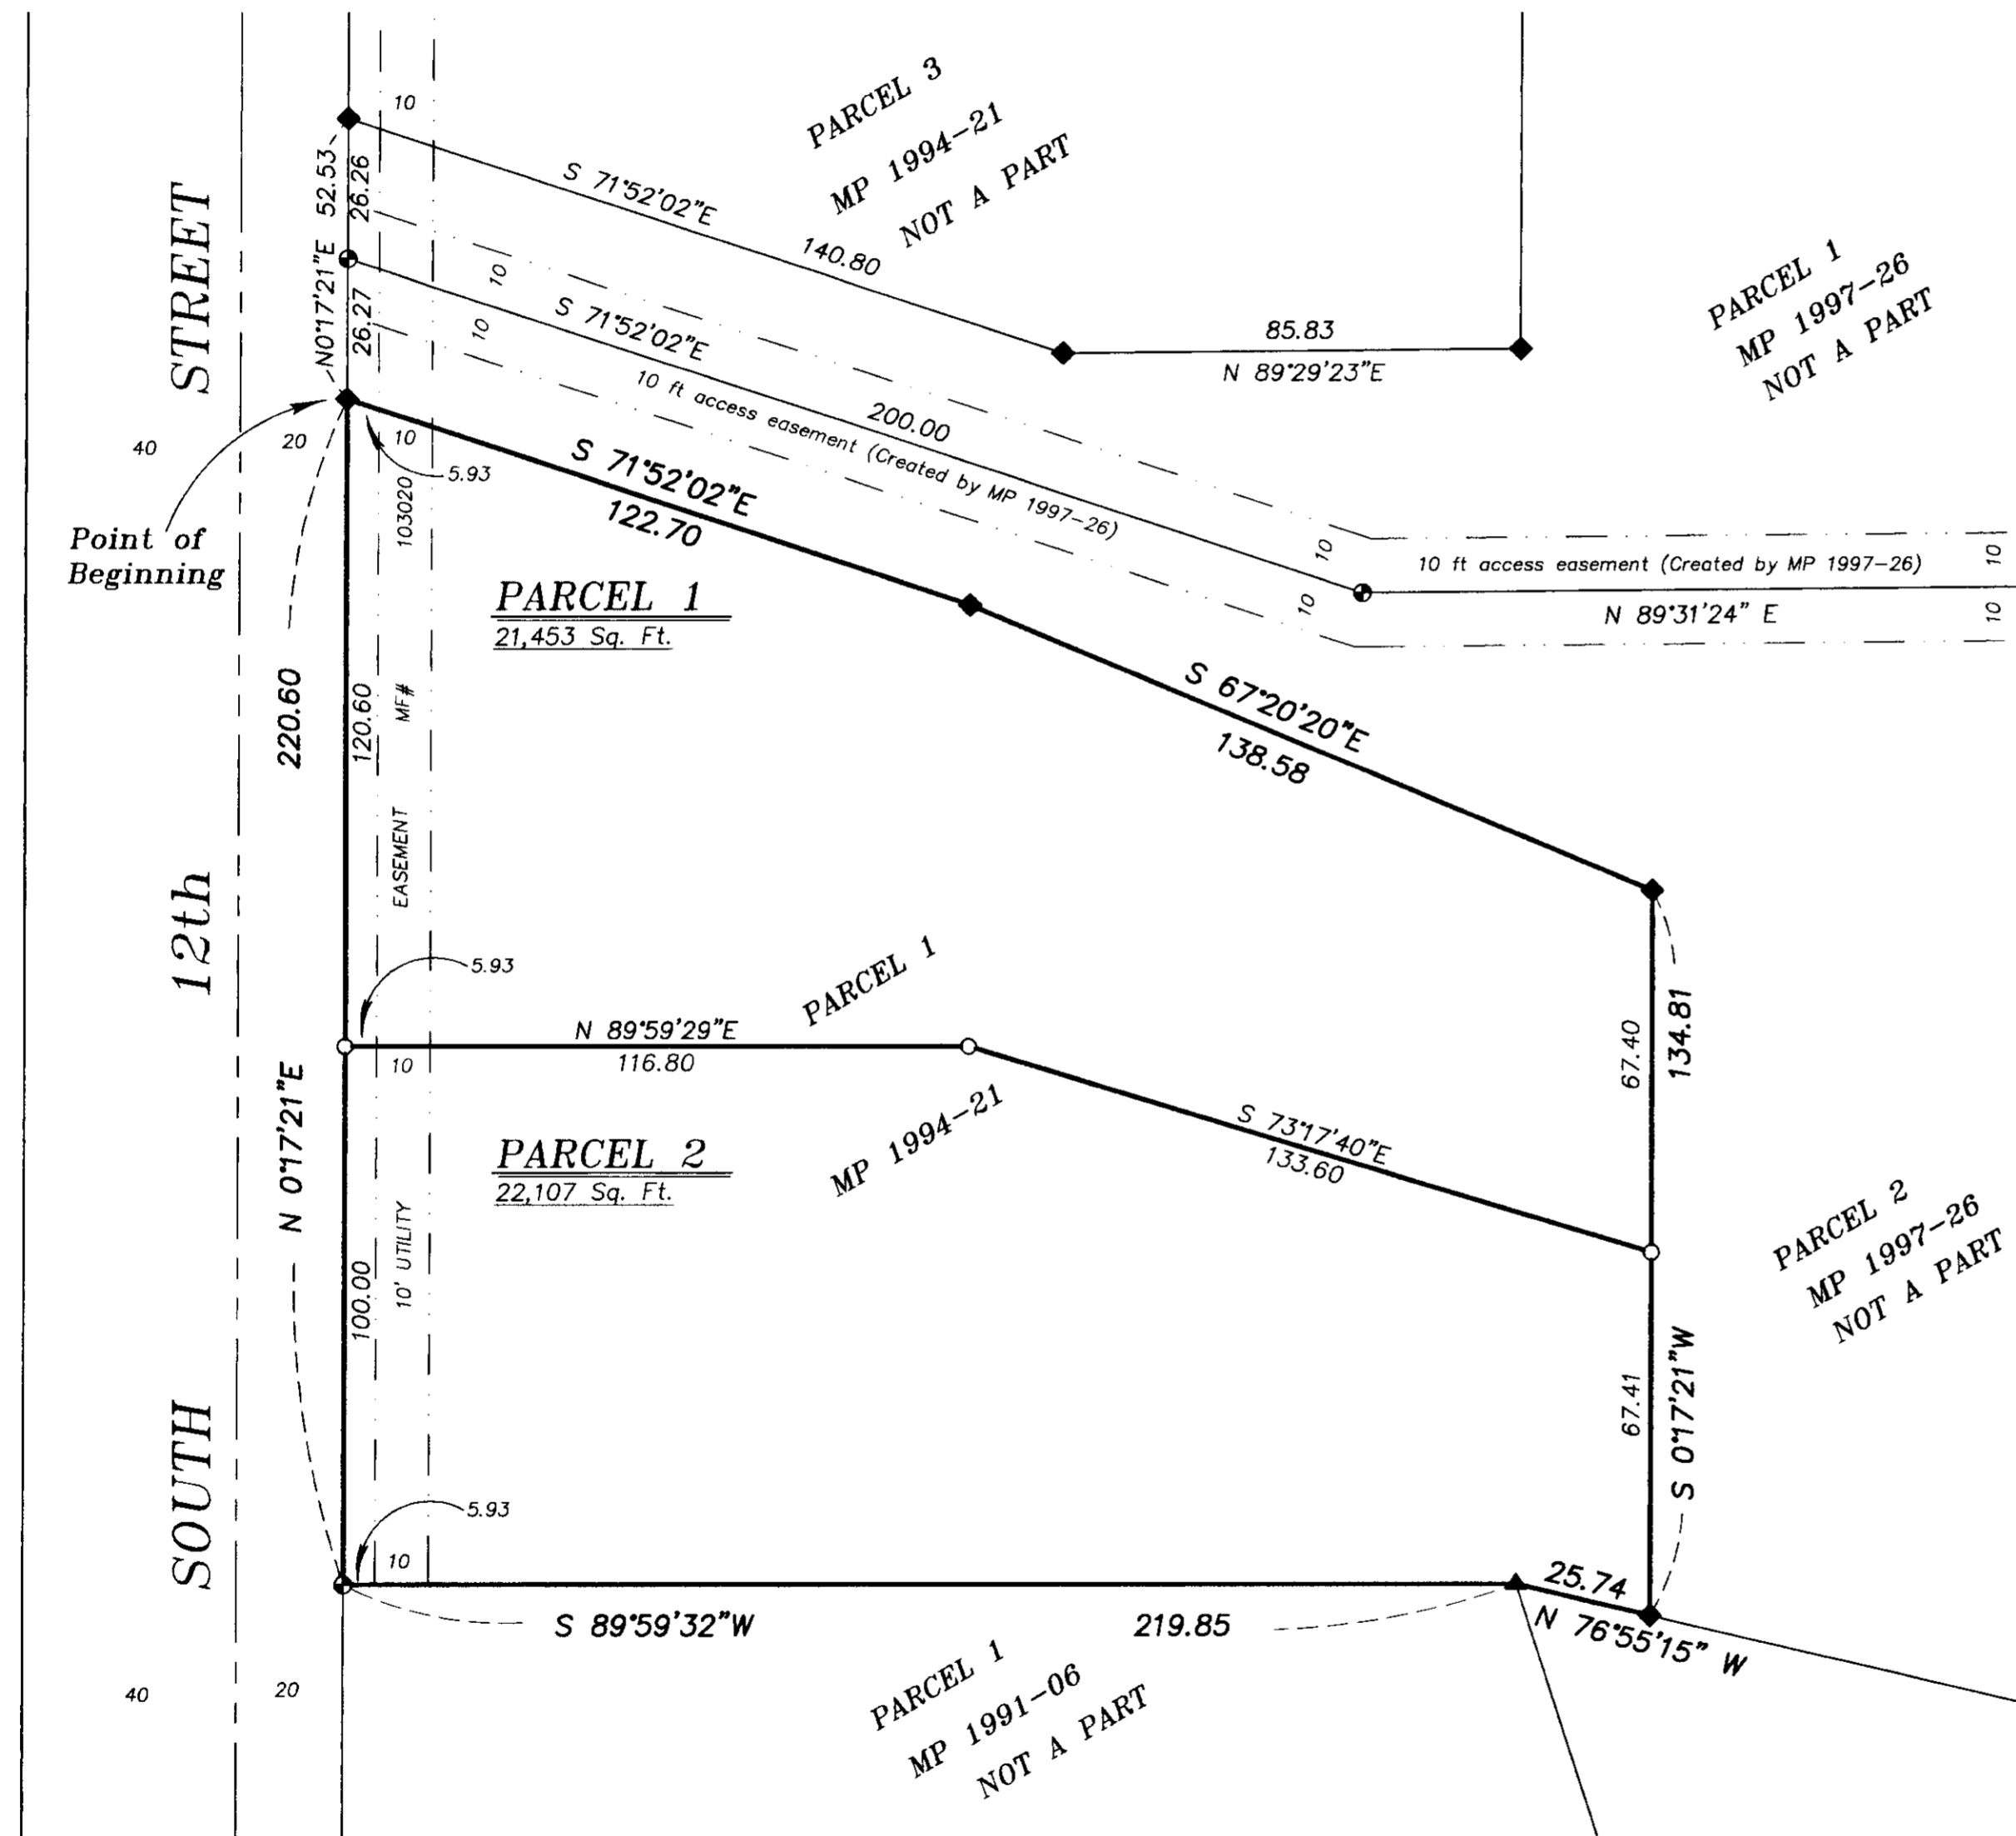 10
PARCEL 3
MP 1994-21
NOT A PART
N0°17'21"E 52.53
26.26
S 71°52'02"E
140.80
STREET
10
26.27
10
S 71°52'02"E
200.00
10 ft access easement (Created by MP 1997-26)
85.83
N 89°29'23"E
PARCEL 1
MP 1997-26
NOT A PART
40
20
10
5.93
S 71°52'02"E
122.70
103020
Point of
Beginning
10
10
10 ft access easement (Created by MP 1997-26)
10
N 89°31'24" E
10
PARCEL 1
21,453 Sq. Ft.
220.60
120.60
MF#
EASEMENT
S 67°20'20"E
138.58
12th
5.93
PARCEL 1
N 89°59'29"E
116.80
10
67.40
134.81
N 0°17'21"E
MP 1994-21
S 73°17'40"E
133.60
PARCEL 2
22,107 Sq. Ft.
100.00
10' UTILITY
PARCEL 2
MP 1997-26
NOT A PART
67.41
S 0°17'21"W
SOUTH
5.93
10
25.74
N 76°55'15" W
S 89°59'32"W
219.85
40
20
PARCEL 1
MP 1991-06
NOT A PART